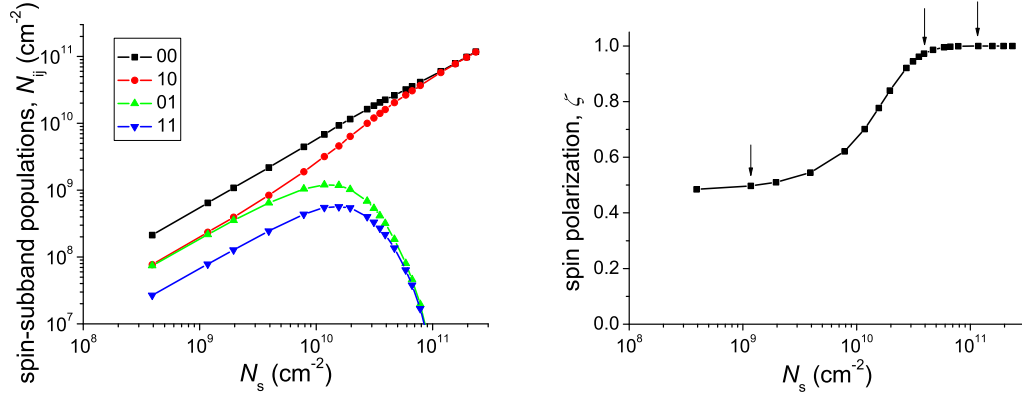 spin-subband populations, N_ij (cm^-2)
10^11
10^10
10^9
10^8
10^7
00
10
01
11
10^8 10^9 10^10 10^11
N_s (cm^-2)
spin polarization, ζ
1.0
0.8
0.6
0.4
0.2
0.0
10^8 10^9 10^10 10^11
N_s (cm^-2)